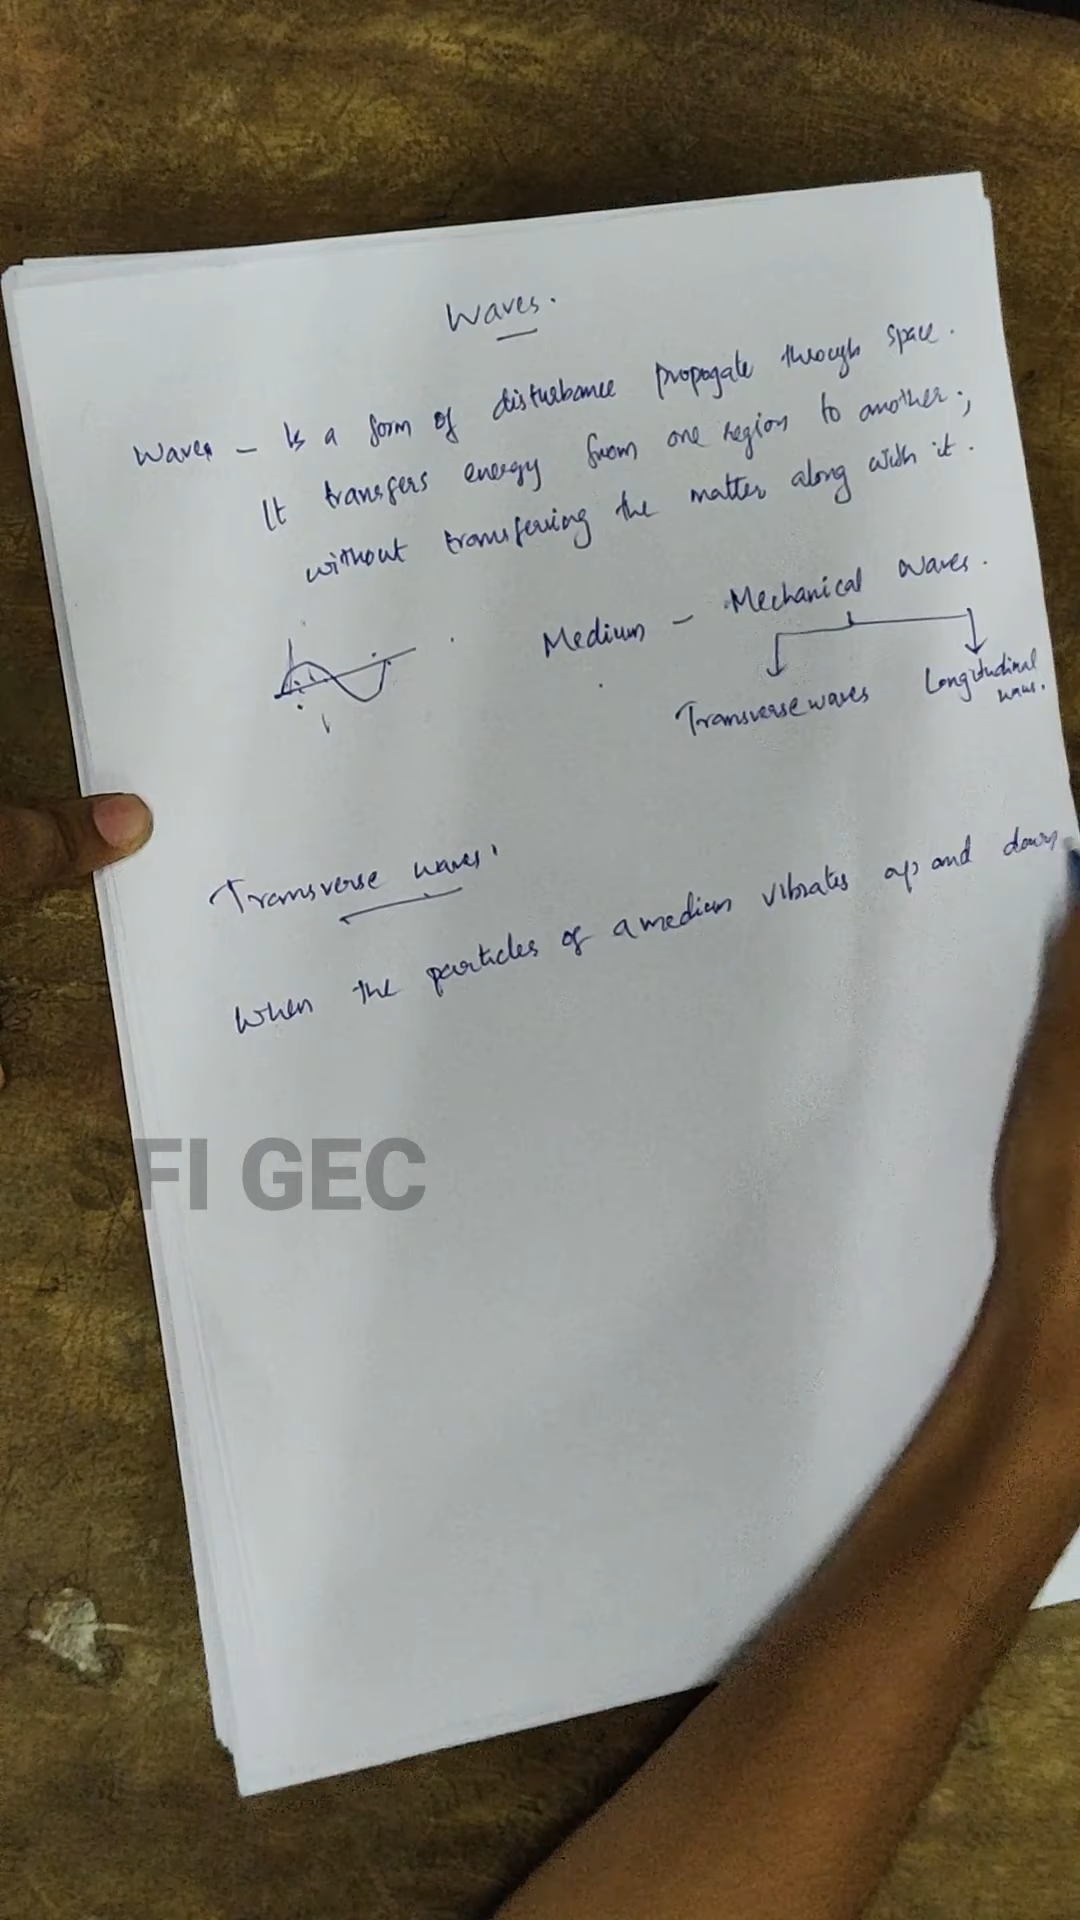 Waves.
Waves – Is a form of disturbance propogate through space.
It transfers energy from one region to another,
without transferring the matter along with it.
Medium – Mechanical waves.
Transverse waves
Longitudinal
waves.
Transverse waves.
When the particles of a medium vibrates up and down
SFI GEC